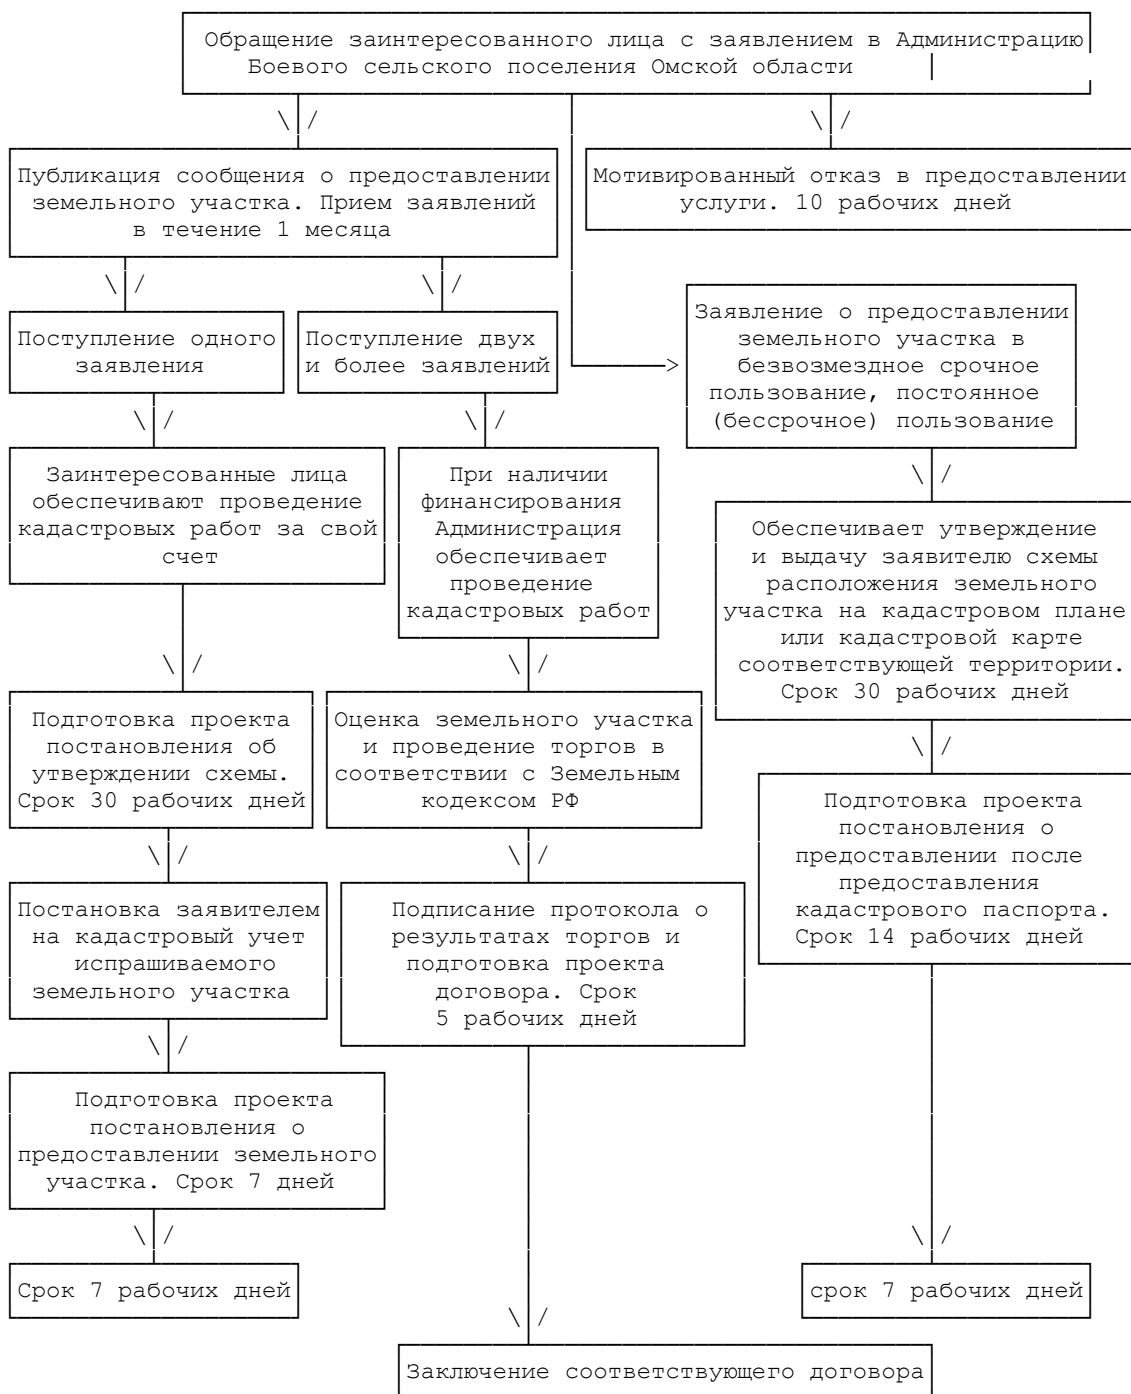 Обращение заинтересованного лица с заявлением в Администрацию
Боевого сельского поселения Омской области
Публикация сообщения о предоставлении
земельного участка. Прием заявлений
в течение 1 месяца
Мотивированный отказ в предоставлении
услуги. 10 рабочих дней
Поступление одного
заявления
Поступление двух
и более заявлений
Заявление о предоставлении
земельного участка в
безвозмездное срочное
пользование, постоянное
(бессрочное) пользование
Заинтересованные лица
обеспечивают проведение
кадастровых работ за свой
счет
При наличии
финансирования
Администрация
обеспечивает
проведение
кадастровых работ
Обеспечивает утверждение
и выдачу заявителю схемы
расположения земельного
участка на кадастровом плане
или кадастровой карте
соответствующей территории.
Срок 30 рабочих дней
Подготовка проекта
постановления об
утверждении схемы.
Срок 30 рабочих дней
Оценка земельного участка
и проведение торгов в
соответствии с Земельным
кодексом РФ
Подготовка проекта
постановления о
предоставлении после
предоставления
кадастрового паспорта.
Срок 14 рабочих дней
Постановка заявителем
на кадастровый учет
испрашиваемого
земельного участка
Подписание протокола о
результатах торгов и
подготовка проекта
договора. Срок
5 рабочих дней
Подготовка проекта
постановления о
предоставлении земельного
участка. Срок 7 дней
Срок 7 рабочих дней
срок 7 рабочих дней
Заключение соответствующего договора